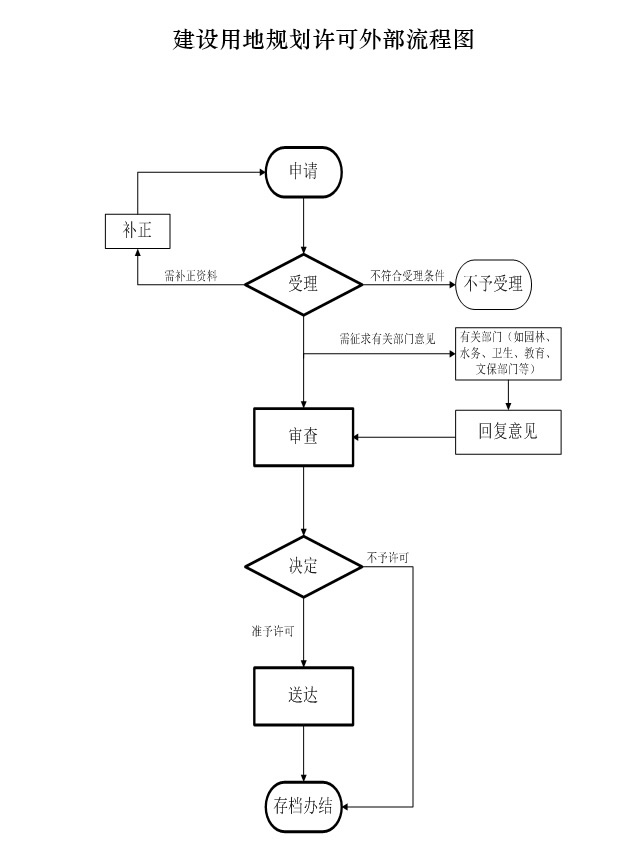 建设用地规划许可外部流程图
申请
补正
需补正资料
受理
不符合受理条件
不予受理
需征求有关部门意见
有关部门（如园林、
水务、卫生、教育、
文保部门等）
审查
回复意见
决定
不予许可
准予许可
送达
存档办结